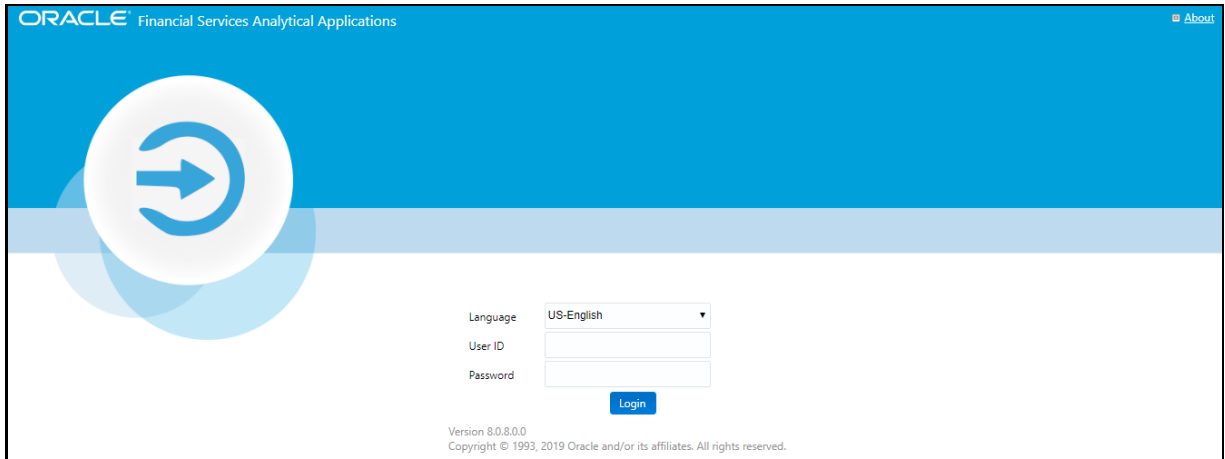 ORACLE® Financial Services Analytical Applications
About
Language US-English
User ID
Password
Login
Version 8.0.8.0.0
Copyright © 1993, 2019 Oracle and/or its affiliates. All rights reserved.